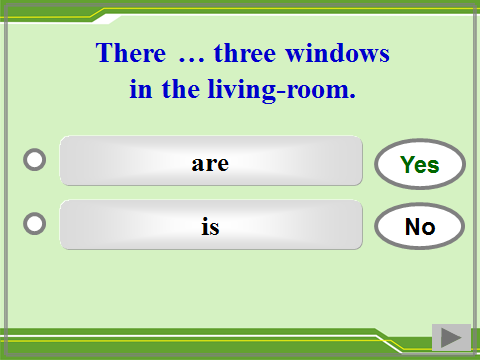 There … three windows
in the living-room.
are
Yes
is
No